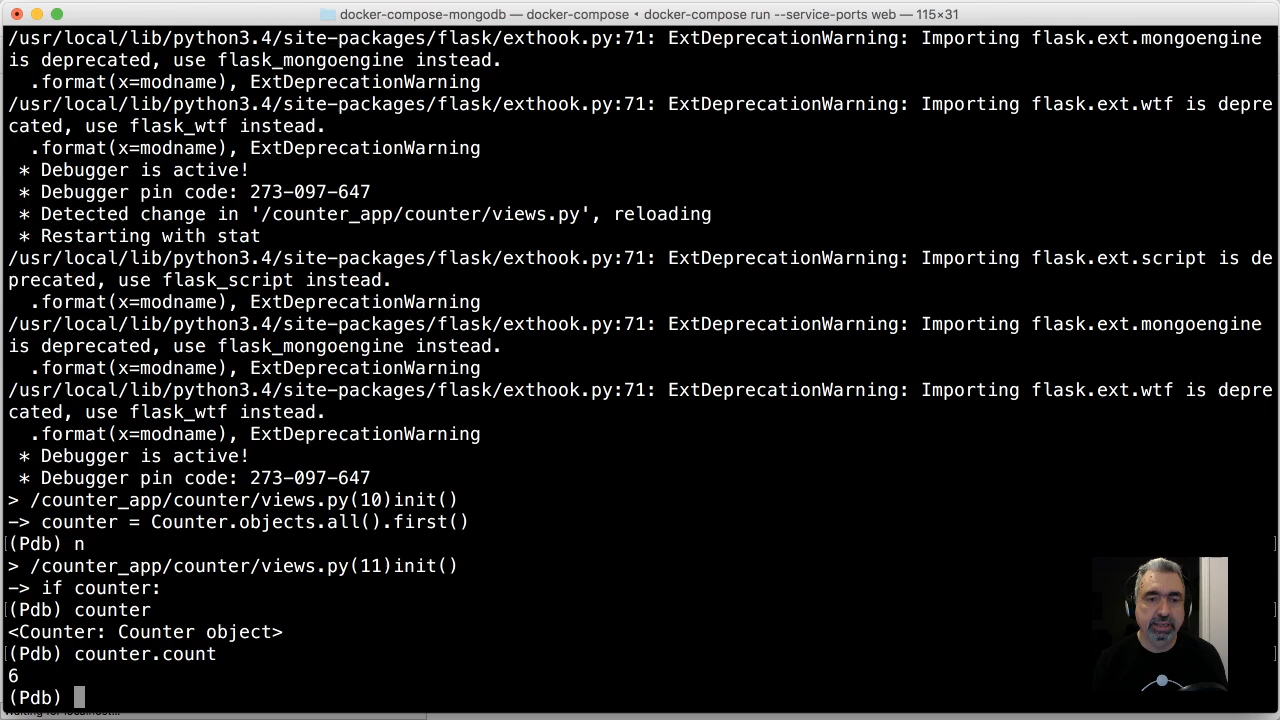 docker-compose-mongodb — docker-compose • docker-compose run --service-ports web — 115×31
/usr/local/lib/python3.4/site-packages/flask/exthook.py:71: ExtDeprecationWarning: Importing flask.ext.mongoengine
is deprecated, use flask_mongoengine instead.
.format(x=modname), ExtDeprecationWarning
/usr/local/lib/python3.4/site-packages/flask/exthook.py:71: ExtDeprecationWarning: Importing flask.ext.wtf is depre
cated, use flask_wtf instead.
.format(x=modname), ExtDeprecationWarning
* Debugger is active!
* Debugger pin code: 273-097-647
* Detected change in '/counter_app/counter/views.py', reloading
* Restarting with stat
/usr/local/lib/python3.4/site-packages/flask/exthook.py:71: ExtDeprecationWarning: Importing flask.ext.script is de
precated, use flask_script instead.
.format(x=modname), ExtDeprecationWarning
/usr/local/lib/python3.4/site-packages/flask/exthook.py:71: ExtDeprecationWarning: Importing flask.ext.mongoengine
is deprecated, use flask_mongoengine instead.
.format(x=modname), ExtDeprecationWarning
/usr/local/lib/python3.4/site-packages/flask/exthook.py:71: ExtDeprecationWarning: Importing flask.ext.wtf is depre
cated, use flask_wtf instead.
.format(x=modname), ExtDeprecationWarning
* Debugger is active!
* Debugger pin code: 273-097-647
> /counter_app/counter/views.py(10)init()
-> counter = Counter.objects.all().first()
(Pdb) n
> /counter_app/counter/views.py(11)init()
-> if counter:
(Pdb) counter
<Counter: Counter object>
(Pdb) counter.count
6
(Pdb)